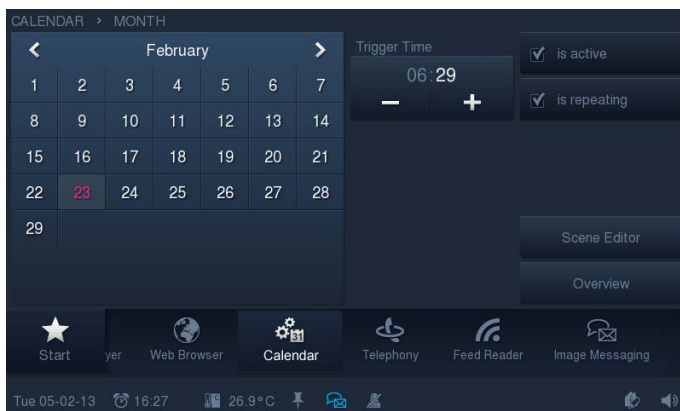 CALENDAR > MONTH
February
Trigger Time
is active
06:29
is repeating
1 2 3 4 5 6 7
8 9 10 11 12 13 14
15 16 17 18 19 20 21
22 23 24 25 26 27 28
29
Scene Editor
Overview
31
Start yer Web Browser Calendar Telephony Feed Reader Image Messaging
Tue 05-02-13 16:27 26.9°C